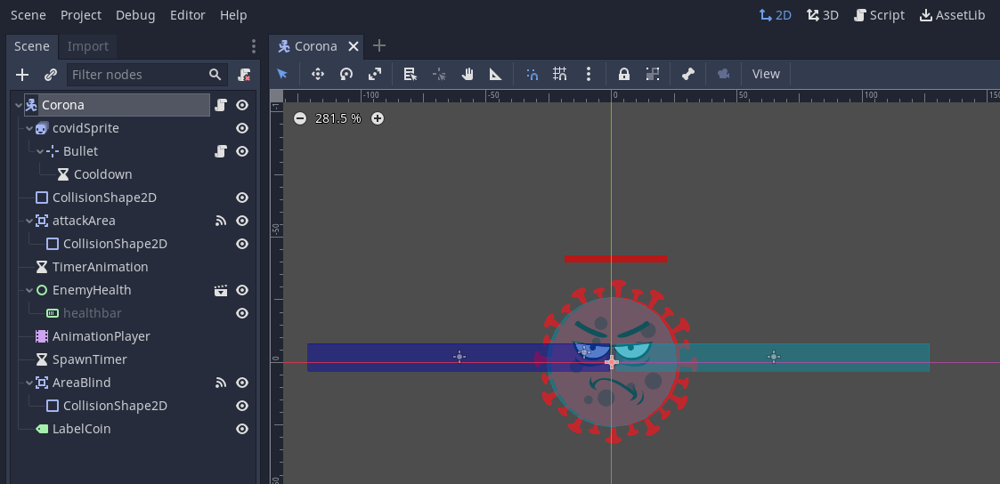 Scene Project Debug Editor Help 2D 3D Script AssetLib
Scene Import Corona
Filter nodes View
-100 -50 0 50 100 150
281.5 %
Corona
covidSprite
Bullet
Cooldown
CollisionShape2D
attackArea
-50
CollisionShape2D
TimerAnimation
EnemyHealth
healthbar
AnimationPlayer
SpawnTimer
0
AreaBlind
CollisionShape2D
LabelCoin